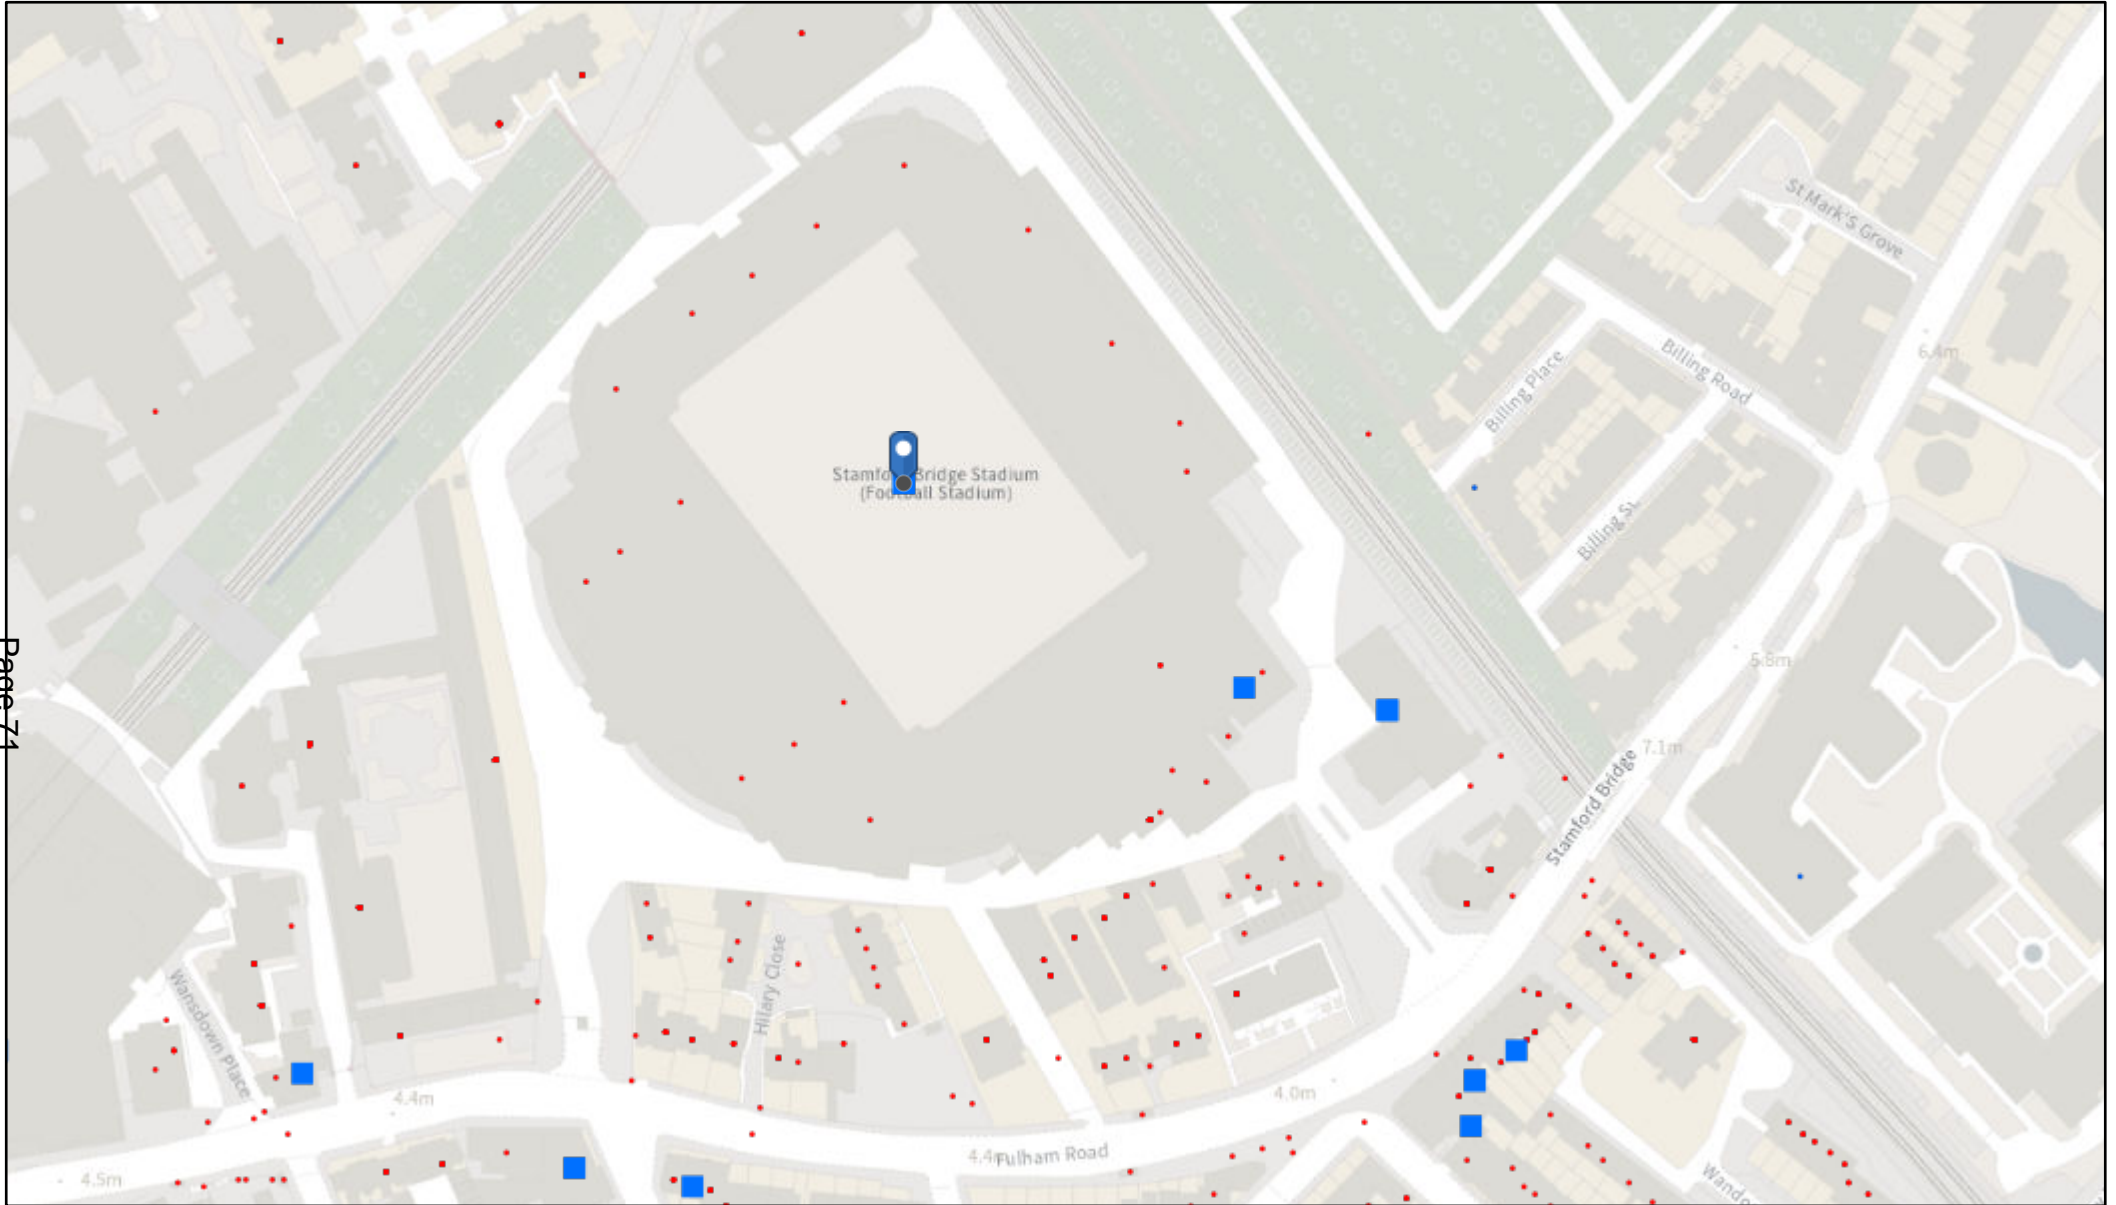 St Mark'S Grove
6.4m
Billing Road
Billing Place
Stamford Bridge Stadium
(Football Stadium)
Billing St
Page 71
5.8m
7.1m
Stamford Bridge
Hilary Close
Wansdown Place
4.4m
4.0m
4.4m
Fulham Road
4.5m
Wando